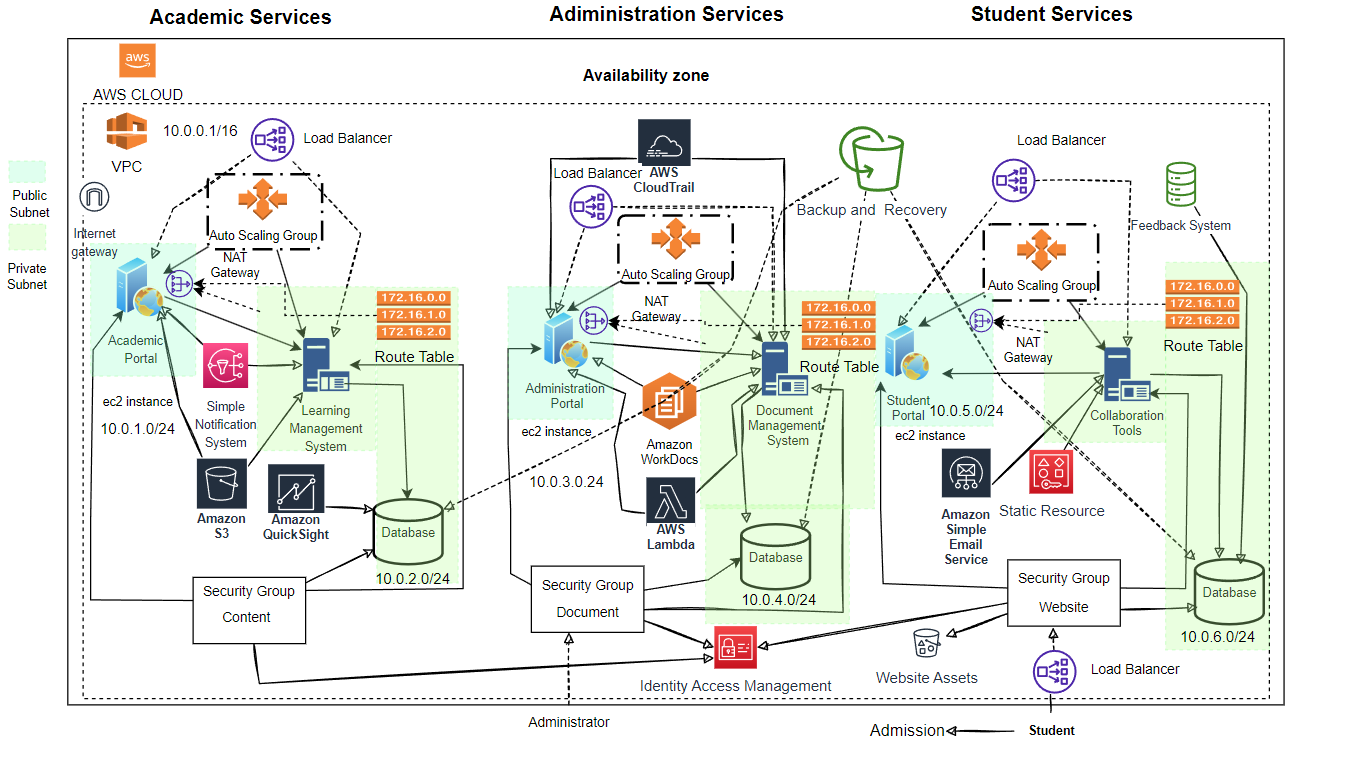 Academic Services
Adiministration Services
Student Services
aws
AWS CLOUD
Availability zone
VPC
10.0.0.1/16
Load Balancer
Public
Subnet
Private
Subnet
Internet
gateway
Auto Scaling Group
NAT
Gateway
172.16.0.0
172.16.1.0
172.16.2.0
Route Table
Academic
Portal
ec2 instance
10.0.1.0/24
Simple
Notification
System
Learning
Management
System
Amazon
S3
Amazon
QuickSight
Database
10.0.2.0/24
Security Group
Content
AWS
CloudTrail
Load Balancer
Auto Scaling Group
NAT
Gateway
172.16.0.0
172.16.1.0
172.16.2.0
Route Table
Administration
Portal
ec2 instance
10.0.3.0.24
Amazon
WorkDocs
Document
Management
System
AWS
Lambda
Database
10.0.4.0/24
Security Group
Document
Identity Access Management
Administrator
Backup and Recovery
Load Balancer
Feedback System
Auto Scaling Group
NAT
Gateway
172.16.0.0
172.16.1.0
172.16.2.0
Route Table
Student
Portal
10.0.5.0/24
ec2 instance
Collaboration
Tools
Amazon
Simple
Email
Service
Static Resource
Security Group
Website
Database
10.0.6.0/24
Website Assets
Load Balancer
Admission
Student